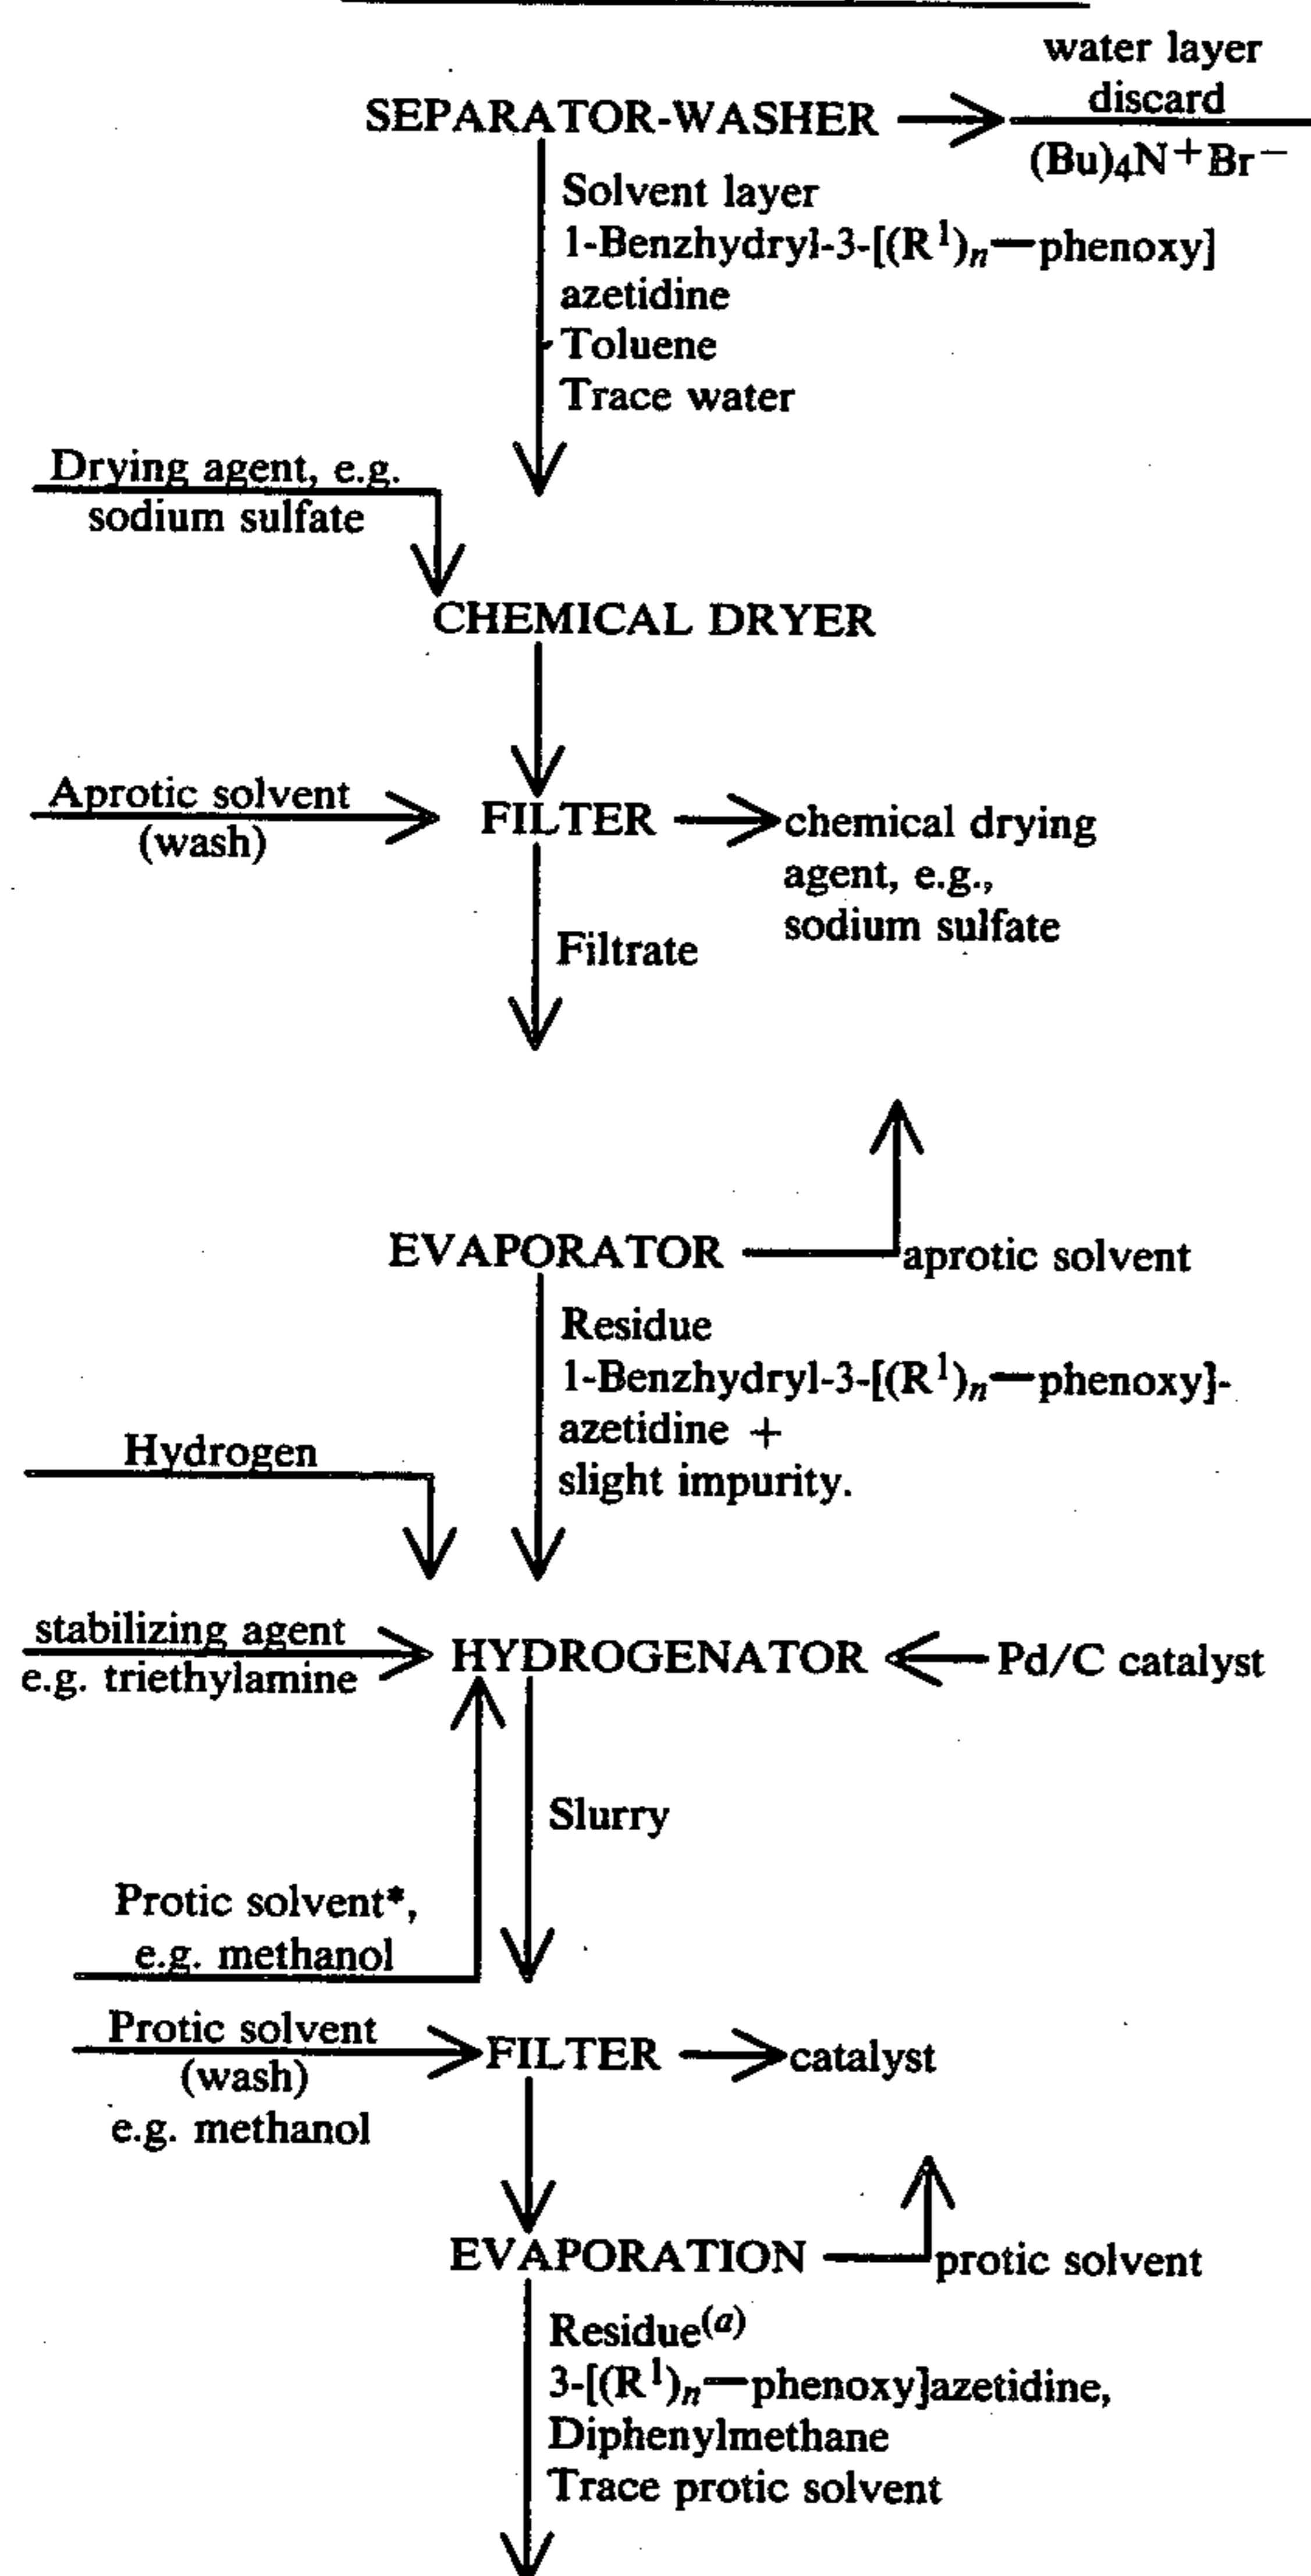 water layer
SEPARATOR-WASHER discard
(Bu)₄N⁺Br⁻
Solvent layer
1-Benzhydryl-3-[(R¹)ₙ—phenoxy]
azetidine
Toluene
Trace water
Drying agent, e.g.
sodium sulfate
CHEMICAL DRYER
Aprotic solvent
(wash)
FILTER
chemical drying
agent, e.g.,
sodium sulfate
Filtrate
EVAPORATOR
aprotic solvent
Residue
1-Benzhydryl-3-[(R¹)ₙ—phenoxy]-
azetidine +
slight impurity.
Hydrogen
stabilizing agent
e.g. triethylamine
HYDROGENATOR
Pd/C catalyst
Slurry
Protic solvent*,
e.g. methanol
Protic solvent
(wash)
e.g. methanol
FILTER
catalyst
EVAPORATION
protic solvent
Residue⁽ᵃ⁾
3-[(R¹)ₙ—phenoxy]azetidine,
Diphenylmethane
Trace protic solvent